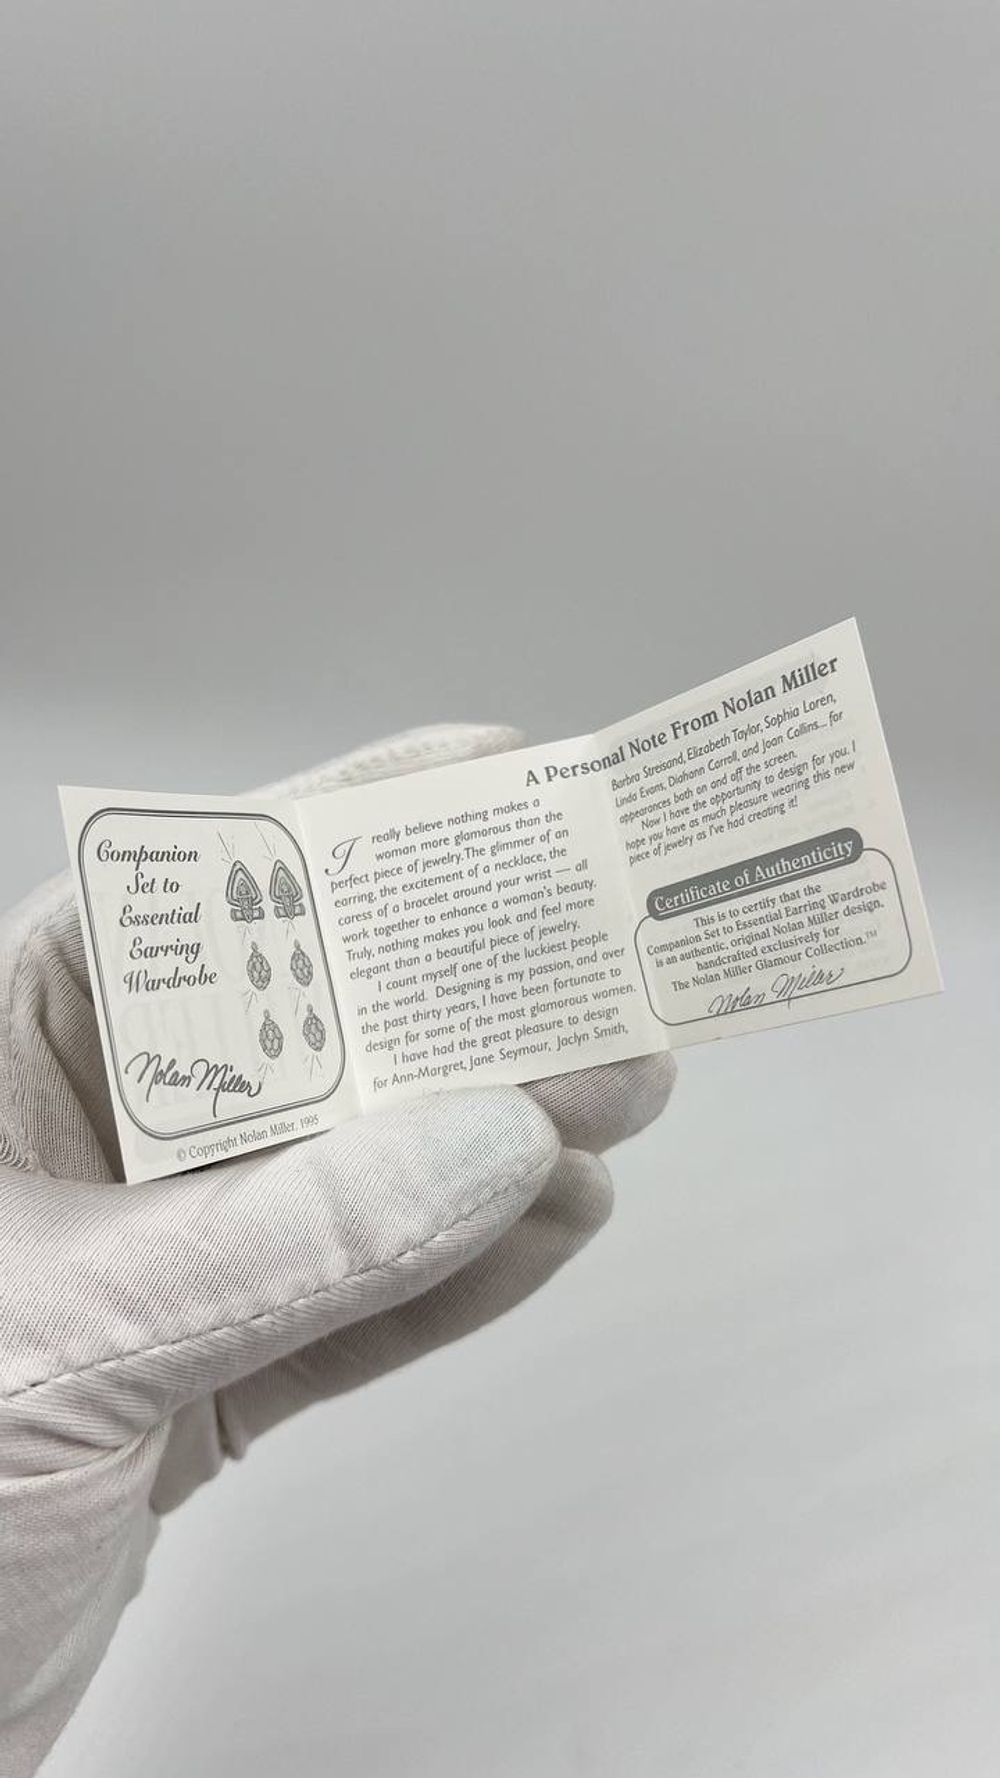 Companion
Set to
Essential
Earring
Wardrobe
Nolan Miller
© Copyright Nolan Miller, 1995
A Personal Note From Nolan Miller
I really believe nothing makes a
woman more glamorous than the
perfect piece of jewelry.The glimmer of an
earring, the excitement of a necklace, the
caress of a bracelet around your wrist — all
work together to enhance a woman's beauty.
Truly, nothing makes you look and feel more
elegant than a beautiful piece of jewelry.
I count myself one of the luckiest people
in the world. Designing is my passion, and over
the past thirty years, I have been fortunate to
design for some of the most glamorous women.
I have had the great pleasure to design
for Ann-Margret, Jane Seymour, Jaclyn Smith,
Barbra Streisand, Elizabeth Taylor, Sophia Loren,
Linda Evans, Diahann Carroll, and Joan Collins... for
appearances both on and off the screen.
Now I have the opportunity to design for you. I
hope you have as much pleasure wearing this new
piece of jewelry as I've had creating it!
Certificate of Authenticity
This is to certify that the
Companion Set to Essential Earring Wardrobe
is an authentic, original Nolan Miller design,
handcrafted exclusively for
The Nolan Miller Glamour Collection.™
Nolan Miller